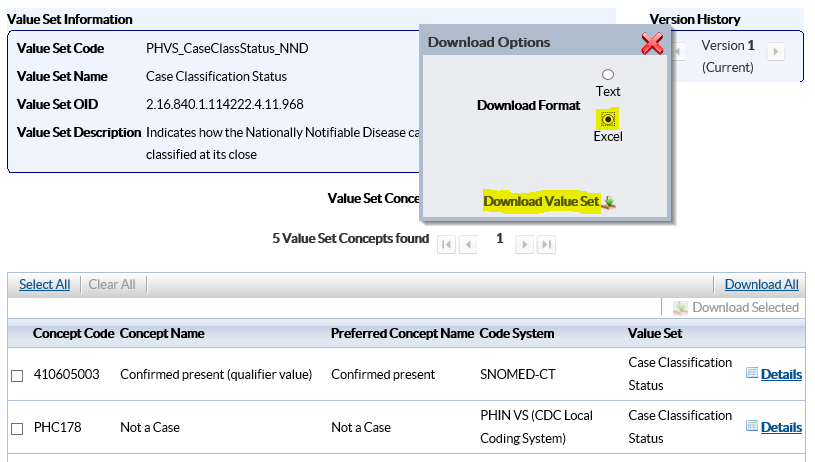 Value Set Information
Version History
Value Set Code PHVS_CaseClassStatus_NND
Value Set Name Case Classification Status
Value Set OID 2.16.840.1.114222.4.11.968
Value Set Description Indicates how the Nationally Notifiable Disease ca
classified at its close
Version 1
(Current)
Download Options
Text
Download Format
Excel
Download Value Set
Value Set Conce
5 Value Set Concepts found 1
Select All Clear All Download All
Download Selected
Concept Code Concept Name Preferred Concept Name Code System Value Set
410605003 Confirmed present (qualifier value) Confirmed present SNOMED-CT Case Classification
Status Details
PHC178 Not a Case Not a Case PHIN VS (CDC Local
Coding System) Case Classification
Status Details